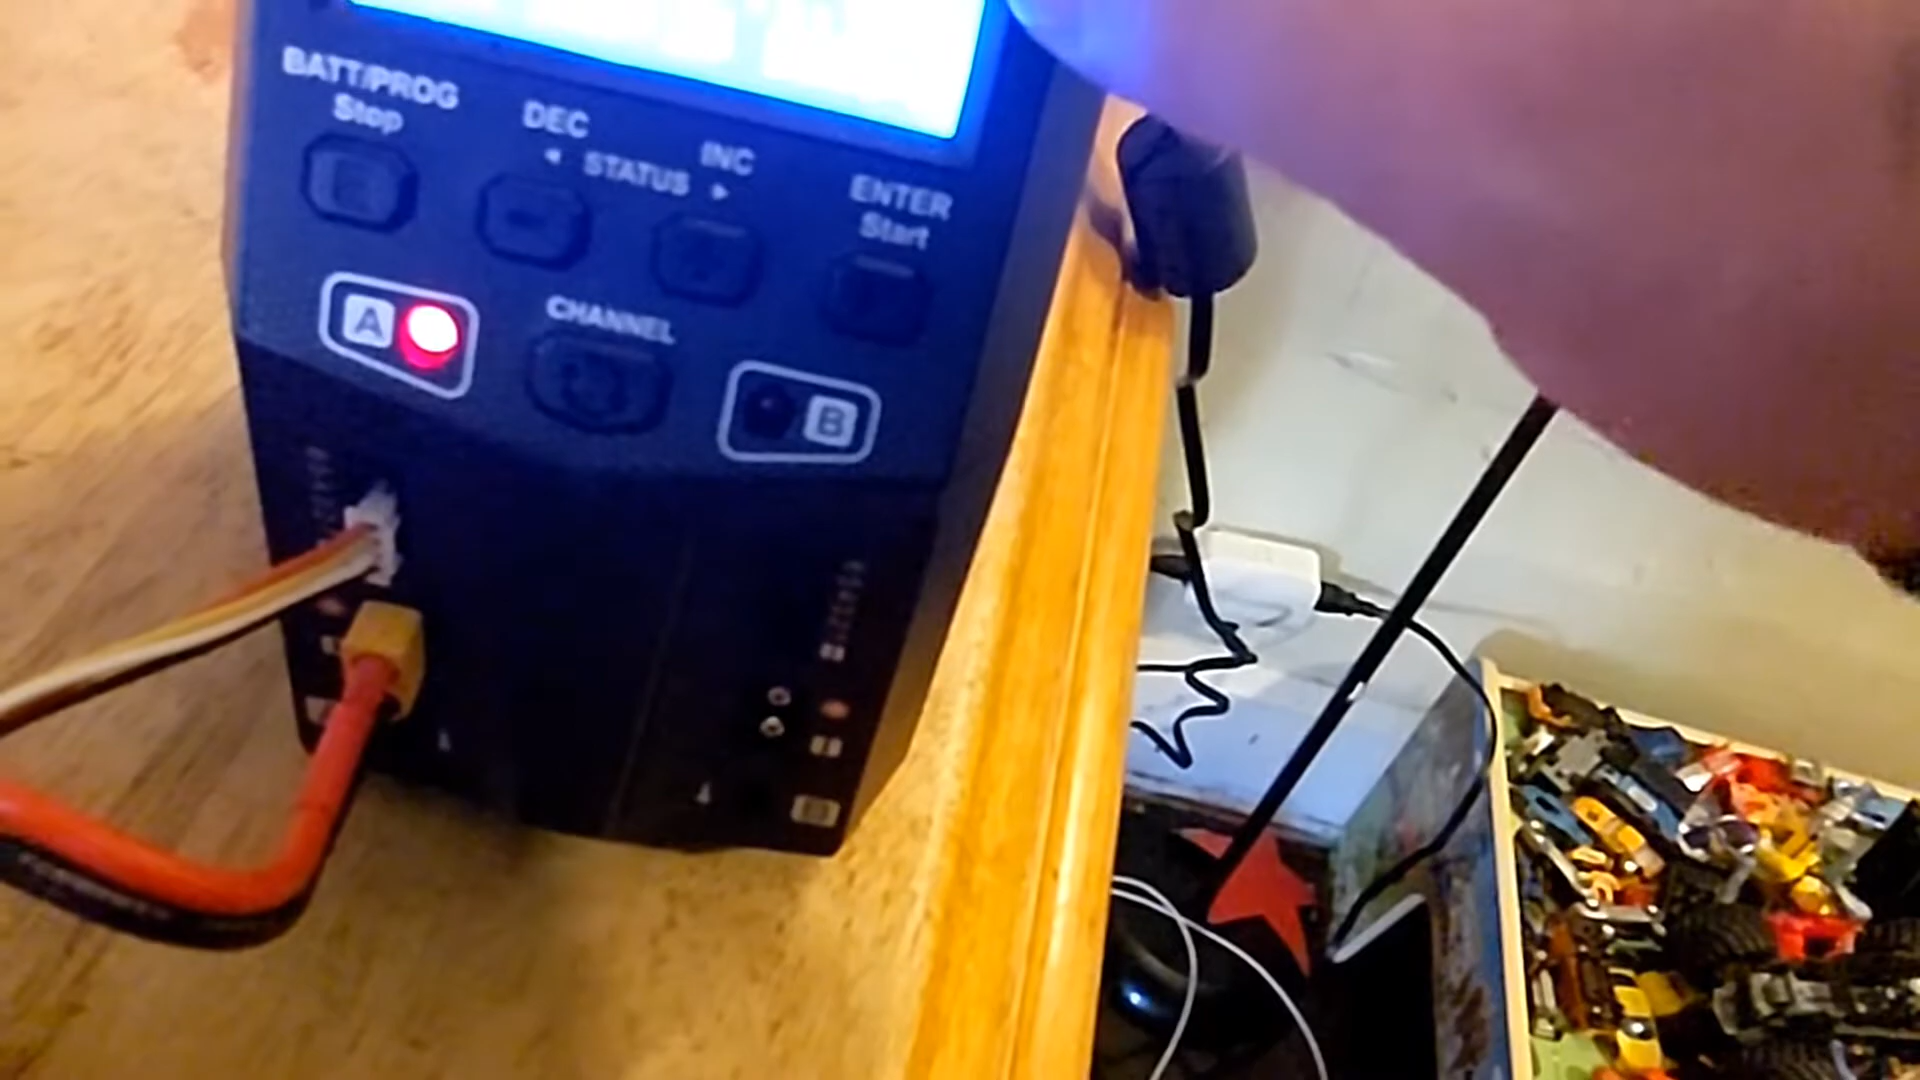 BATT/PROG
Stop
DEC
◄ STATUS ►
INC
ENTER
Start
A
CHANNEL
B